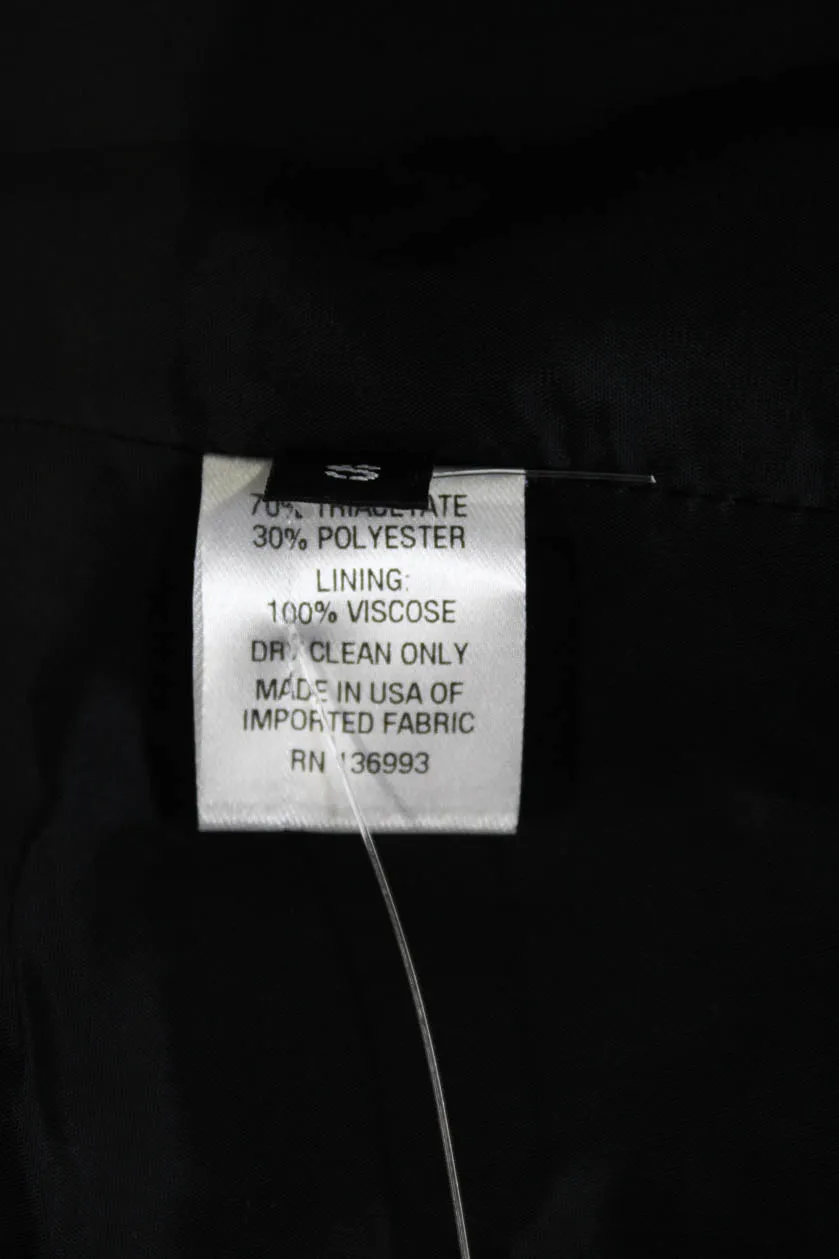 S
70% TRIACETATE
30% POLYESTER
LINING:
100% VISCOSE
DRY CLEAN ONLY
MADE IN USA OF
IMPORTED FABRIC
RN 136993